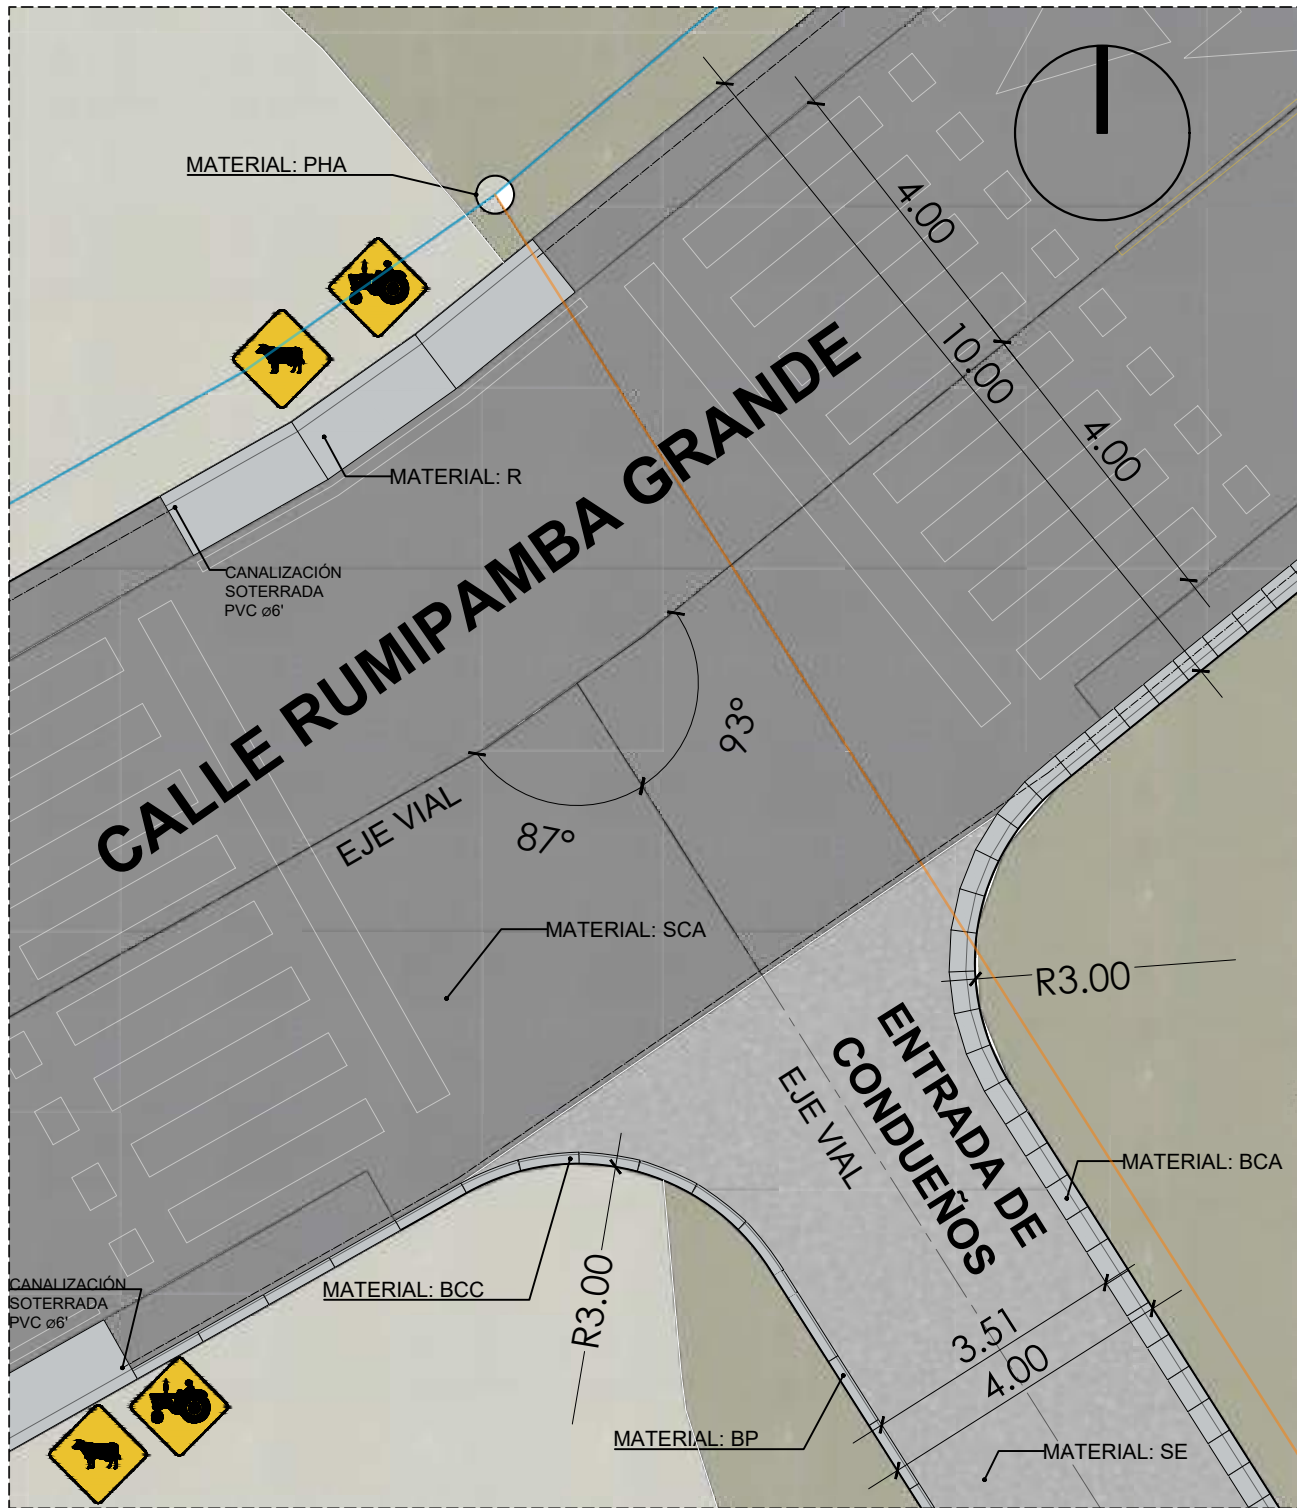 MATERIAL: PHA
4.00
10.00
4.00
CALLE RUMIPAMBA GRANDE
MATERIAL: R
CANALIZACIÓN
SOTERRADA
PVC ø6'
93°
87°
EJE VIAL
MATERIAL: SCA
R3.00
ENTRADA DE
CONDUEÑOS
EJE VIAL
MATERIAL: BCA
MATERIAL: BCC
R3.00
CANALIZACIÓN
SOTERRADA
PVC ø6'
3.51
4.00
MATERIAL: BP
MATERIAL: SE